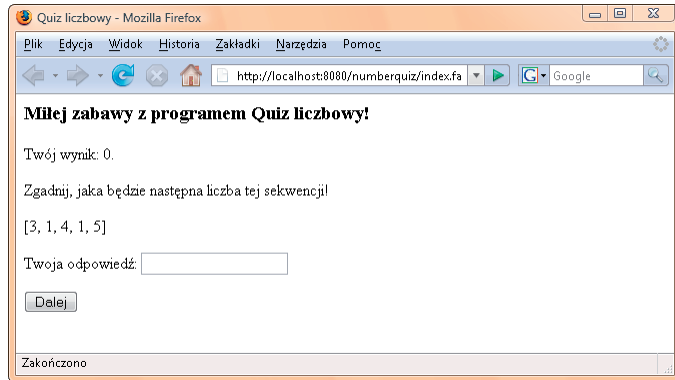 Quiz liczbowy - Mozilla Firefox
Plik Edycja Widok Historia Zakładki Narzędzia Pomoc
http://localhost:8080/numberquiz/index.fa G Google
Miłej zabawy z programem Quiz liczbowy!
Twój wynik: 0.
Zgadnij, jaka będzie następna liczba tej sekwencji!
[3, 1, 4, 1, 5]
Twoja odpowiedź:
Dalej
Zakończono